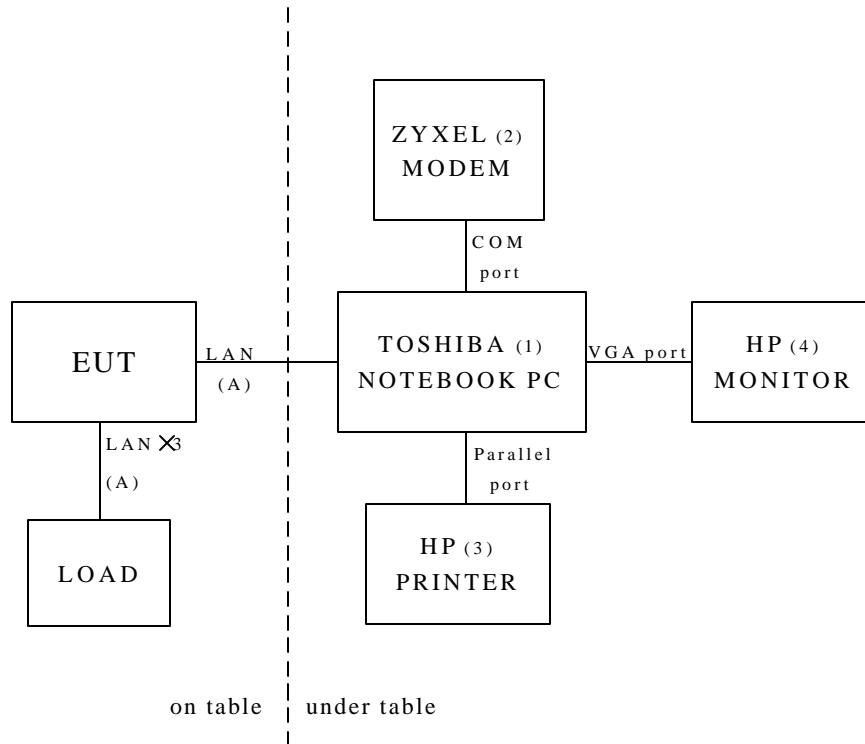 ZYXEL (2)
MODEM
COM
port
EUT
LAN
(A)
TOSHIBA (1)
NOTEBOOK PC
VGA port
HP (4)
MONITOR
LAN ×3
(A)
Parallel
port
LOAD
HP (3)
PRINTER
on table
under table